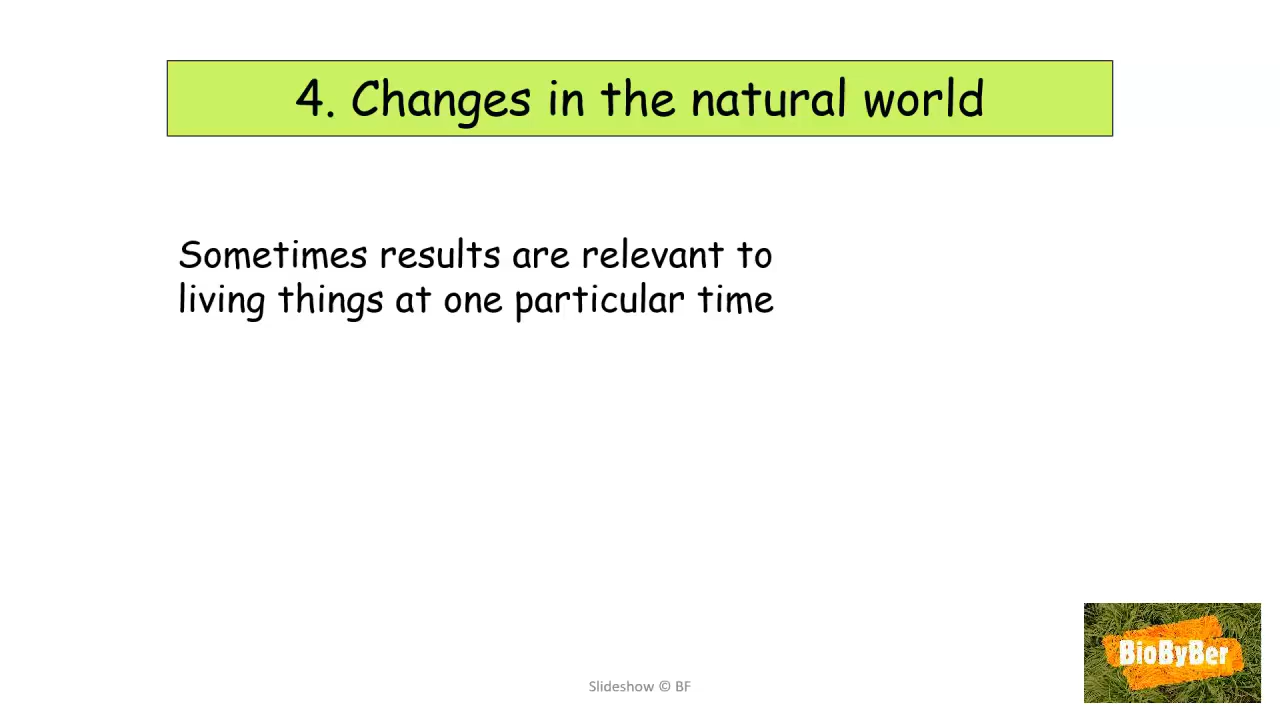 4. Changes in the natural world
Sometimes results are relevant to
living things at one particular time
BioByBer
Slideshow © BF